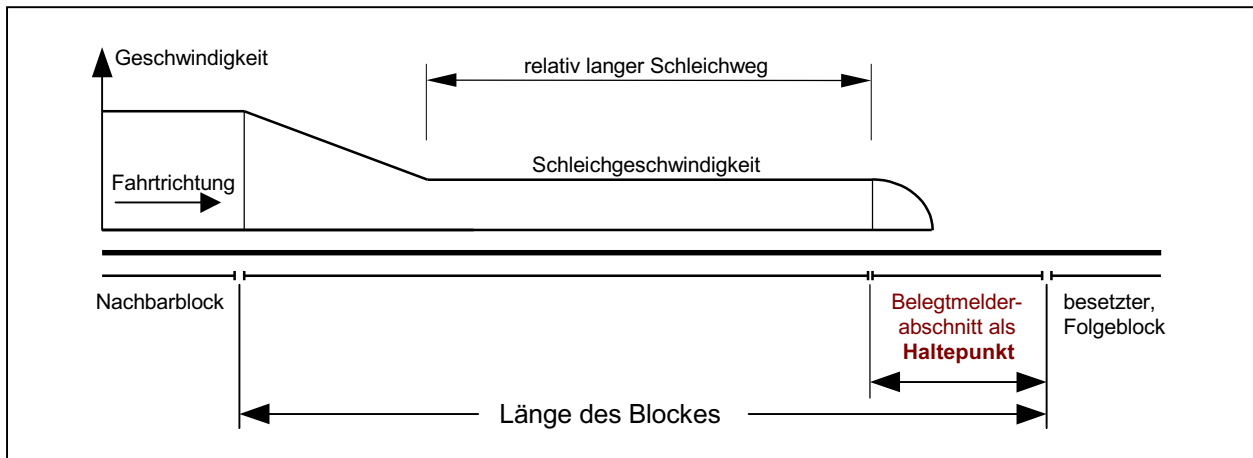 Geschwindigkeit
relativ langer Schleichweg
Schleichgeschwindigkeit
Fahrtrichtung
Nachbarblock
Belegtmelder-
abschnitt als
Haltepunkt
besetzter,
Folgeblock
Länge des Blockes